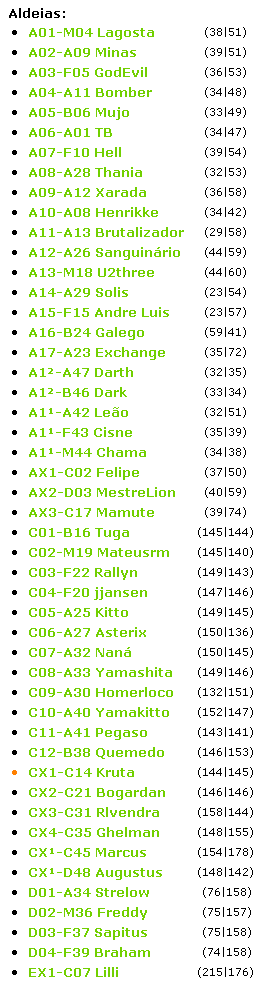 Aldeias:
A01-M04 Lagosta (38|51)
A02-A09 Minas (39|51)
A03-F05 GodEvil (36|53)
A04-A11 Bomber (34|48)
A05-B06 Mujo (33|49)
A06-A01 TB (34|47)
A07-F10 Hell (39|54)
A08-A28 Thania (32|53)
A09-A12 Xarada (36|58)
A10-A08 Henrikke (34|42)
A11-A13 Brutalizador (29|58)
A12-A26 Sanguinário (44|59)
A13-M18 U2three (44|60)
A14-A29 Solis (23|54)
A15-F15 Andre Luis (23|57)
A16-B24 Galego (59|41)
A17-A23 Exchange (35|72)
A1²-A47 Darth (32|35)
A1²-B46 Dark (33|34)
A1¹-A42 Leão (32|51)
A1¹-F43 Cisne (35|39)
A1¹-M44 Chama (34|38)
AX1-C02 Felipe (37|50)
AX2-D03 MestreLion (40|59)
AX3-C17 Mamute (39|74)
C01-B16 Tuga (145|144)
C02-M19 Mateusrm (145|140)
C03-F22 Rallyn (149|143)
C04-F20 jjansen (147|146)
C05-A25 Kitto (149|145)
C06-A27 Asterix (150|136)
C07-A32 Naná (150|145)
C08-A33 Yamashita (149|146)
C09-A30 Homerloco (132|151)
C10-A40 Yamakitto (152|147)
C11-A41 Pegaso (143|141)
C12-B38 Quemedo (146|153)
CX1-C14 Kruta (144|145)
CX2-C21 Bogardan (146|146)
CX3-C31 Rlvendra (158|144)
CX4-C35 Ghelman (148|155)
CX¹-C45 Marcus (154|178)
CX¹-D48 Augustus (148|142)
D01-A34 Strelow (76|158)
D02-M36 Freddy (75|157)
D03-F37 Sapitus (75|158)
D04-F39 Braham (74|158)
EX1-C07 Lilli (215|176)